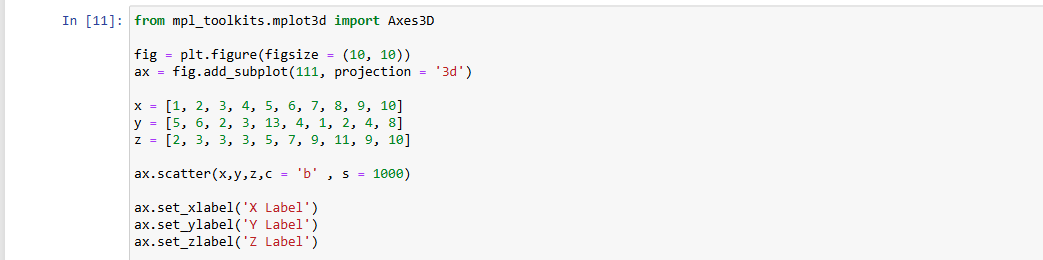 In [11]: from mpl_toolkits.mplot3d import Axes3D
fig = plt.figure(figsize = (10, 10))
ax = fig.add_subplot(111, projection = '3d')
x = [1, 2, 3, 4, 5, 6, 7, 8, 9, 10]
y = [5, 6, 2, 3, 13, 4, 1, 2, 4, 8]
z = [2, 3, 3, 3, 5, 7, 9, 11, 9, 10]
ax.scatter(x,y,z,c = 'b' , s = 1000)
ax.set_xlabel('X Label')
ax.set_ylabel('Y Label')
ax.set_zlabel('Z Label')